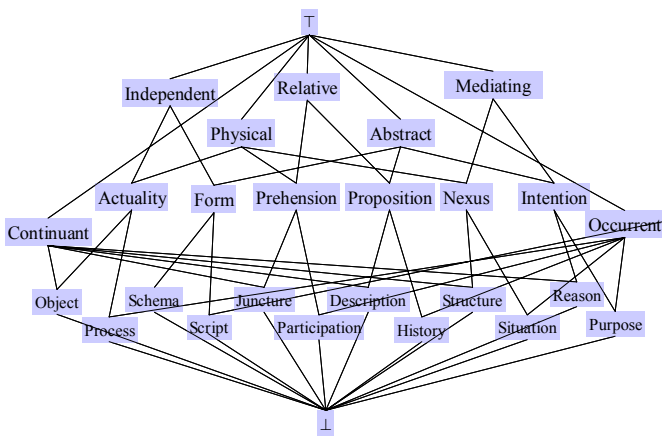 ⊤
Independent
Relative
Mediating
Physical
Abstract
Actuality
Form
Prehension
Proposition
Nexus
Intention
Continuant
Occurrent
Object
Schema
Juncture
Description
Structure
Reason
Process
Script
Participation
History
Situation
Purpose
⊥